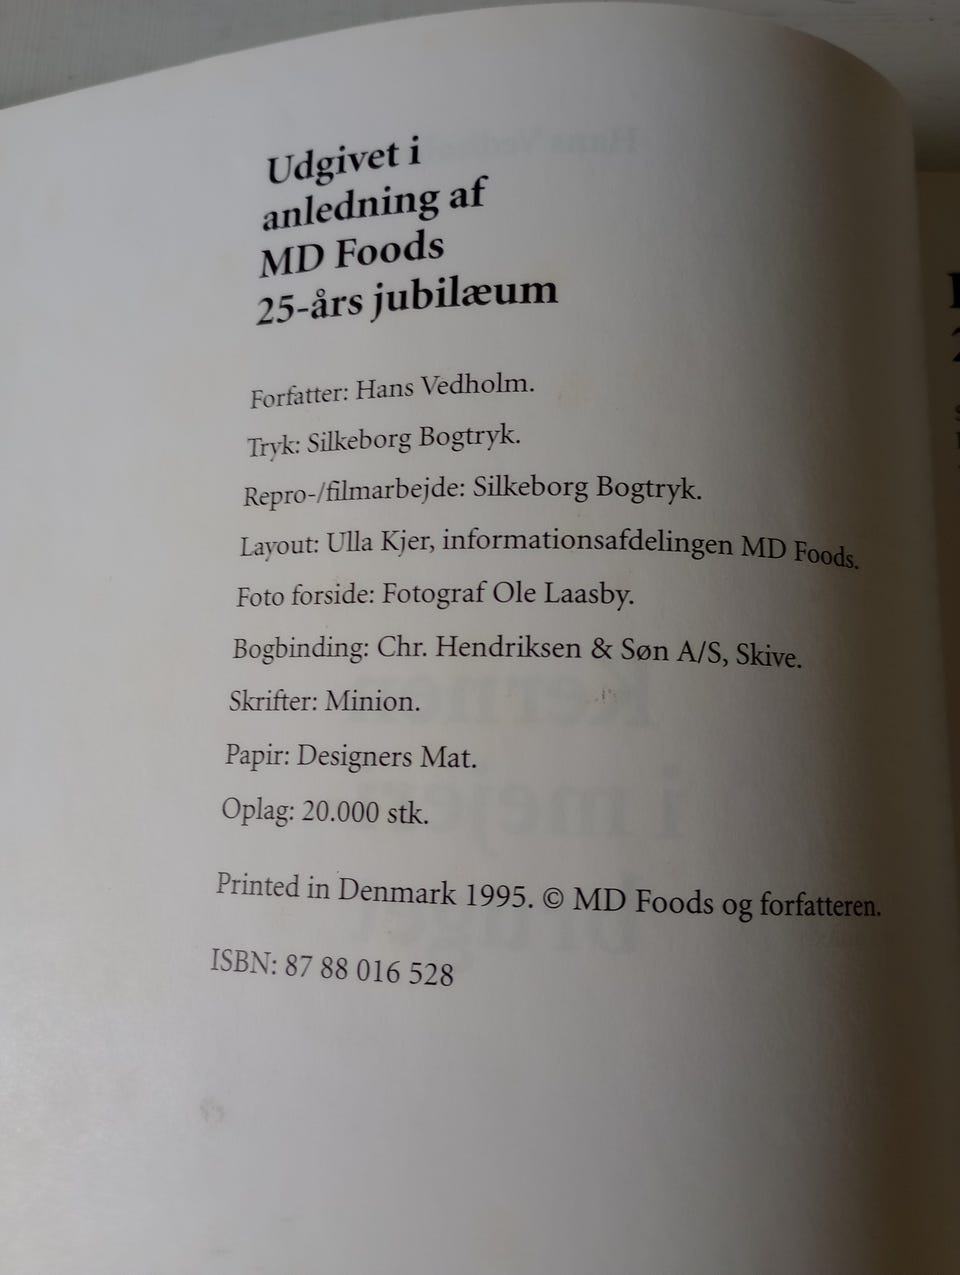 Udgivet i
anledning af
MD Foods
25-års jubilæum
Forfatter: Hans Vedholm.
Tryk: Silkeborg Bogtryk.
Repro-/filmarbejde: Silkeborg Bogtryk.
Layout: Ulla Kjer, informationsafdelingen MD Foods.
Foto forside: Fotograf Ole Laasby.
Bogbinding: Chr. Hendriksen & Søn A/S, Skive.
Skrifter: Minion.
Papir: Designers Mat.
Oplag: 20.000 stk.
Printed in Denmark 1995. © MD Foods og forfatteren.
ISBN: 87 88 016 528